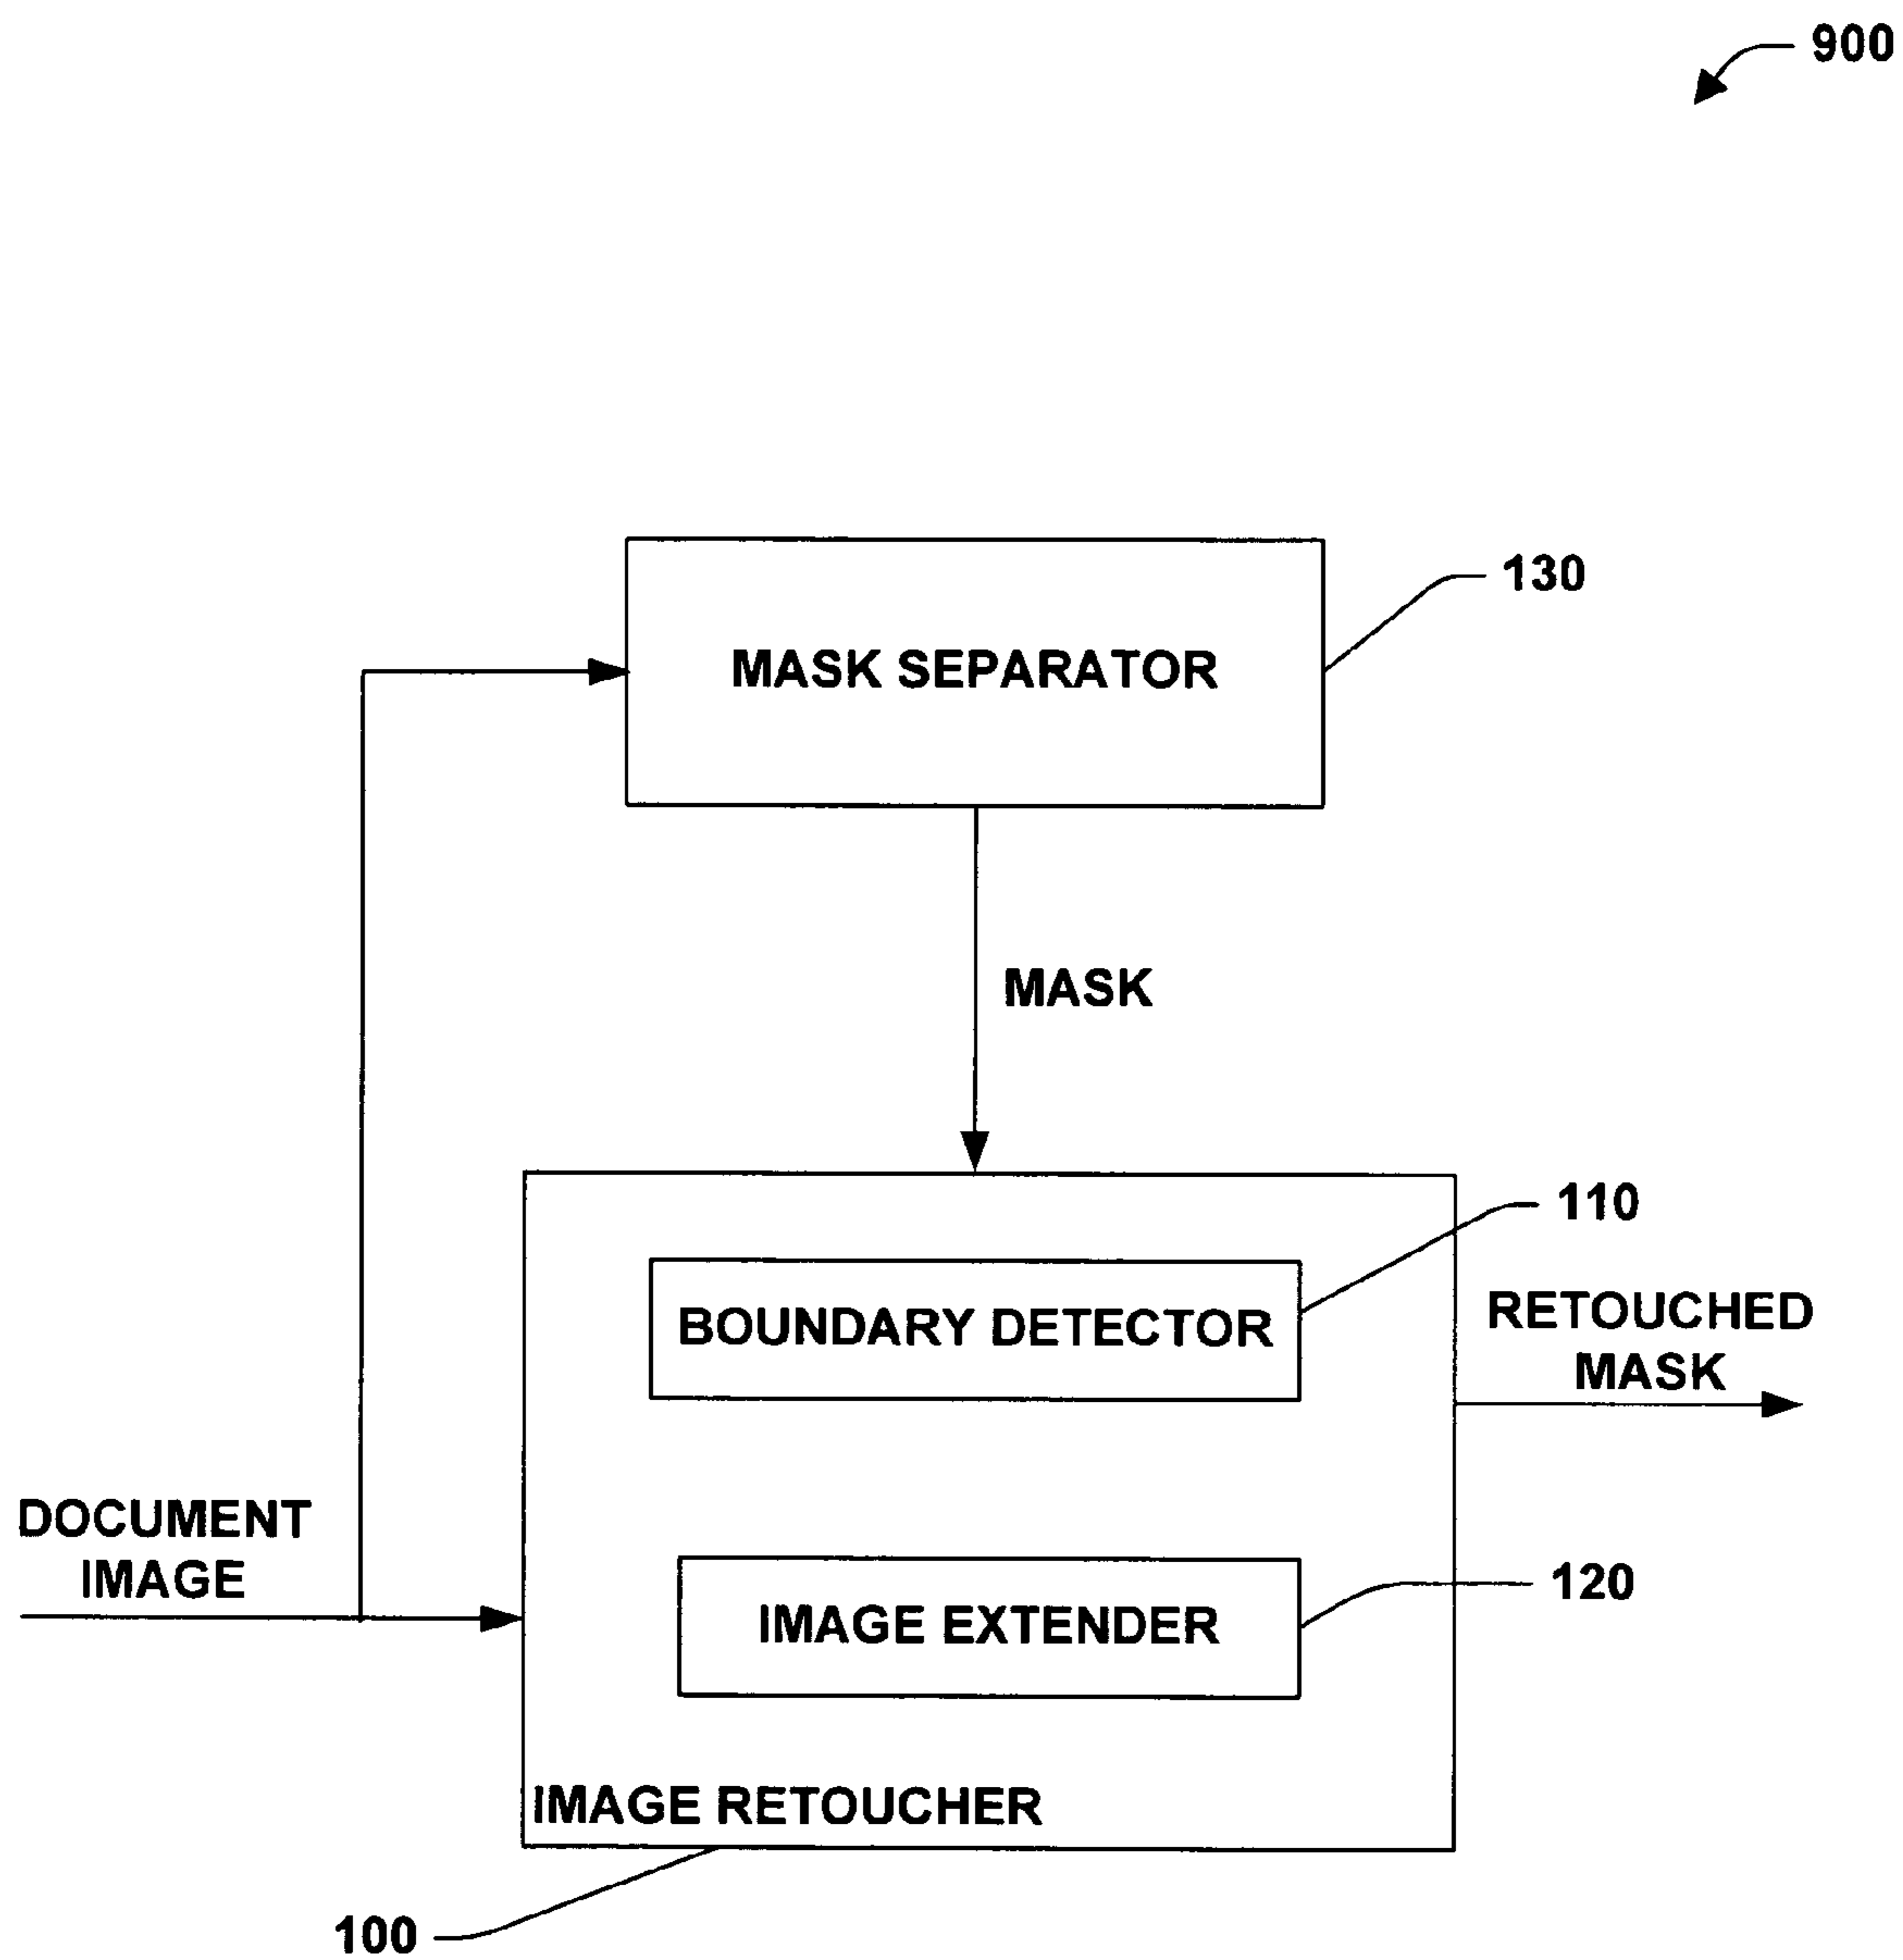 900
130
MASK SEPARATOR
MASK
110
BOUNDARY DETECTOR
RETOUCHED
MASK
DOCUMENT
IMAGE
120
IMAGE EXTENDER
IMAGE RETOUCHER
100